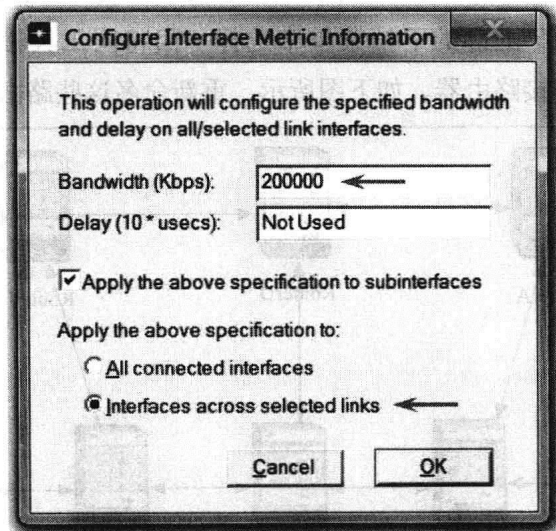 Configure Interface Metric Information
This operation will configure the specified bandwidth
and delay on all/selected link interfaces.
Bandwidth (Kbps): 200000
Delay (10 * usecs): Not Used
Apply the above specification to subinterfaces
Apply the above specification to:
All connected interfaces
Interfaces across selected links
Cancel OK